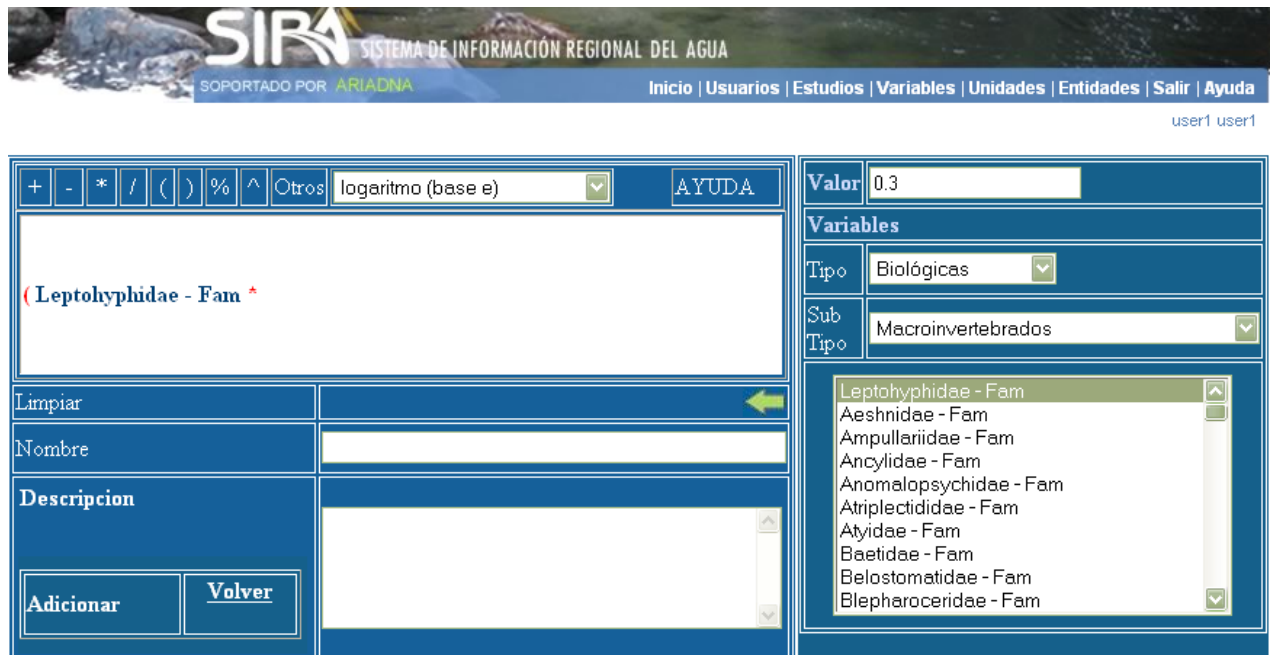 SIRA SISTEMA DE INFORMACIÓN REGIONAL DEL AGUA
SOPORTADO POR ARIADNA
Inicio | Usuarios | Estudios | Variables | Unidades | Entidades | Salir | Ayuda
user1 user1
+ - * / ( ) % ^ Otros logaritmo (base e) AYUDA
( Leptohyphidae - Fam *
Limpiar
Nombre
Descripcion
Adicionar Volver
Valor 0.3
Variables
Tipo Biológicas
Sub Tipo Macroinvertebrados
Leptohyphidae - Fam
Aeshnidae - Fam
Ampullariidae - Fam
Ancylidae - Fam
Anomalopsychidae - Fam
Atriplectididae - Fam
Atyidae - Fam
Baetidae - Fam
Belostomatidae - Fam
Blepharoceridae - Fam